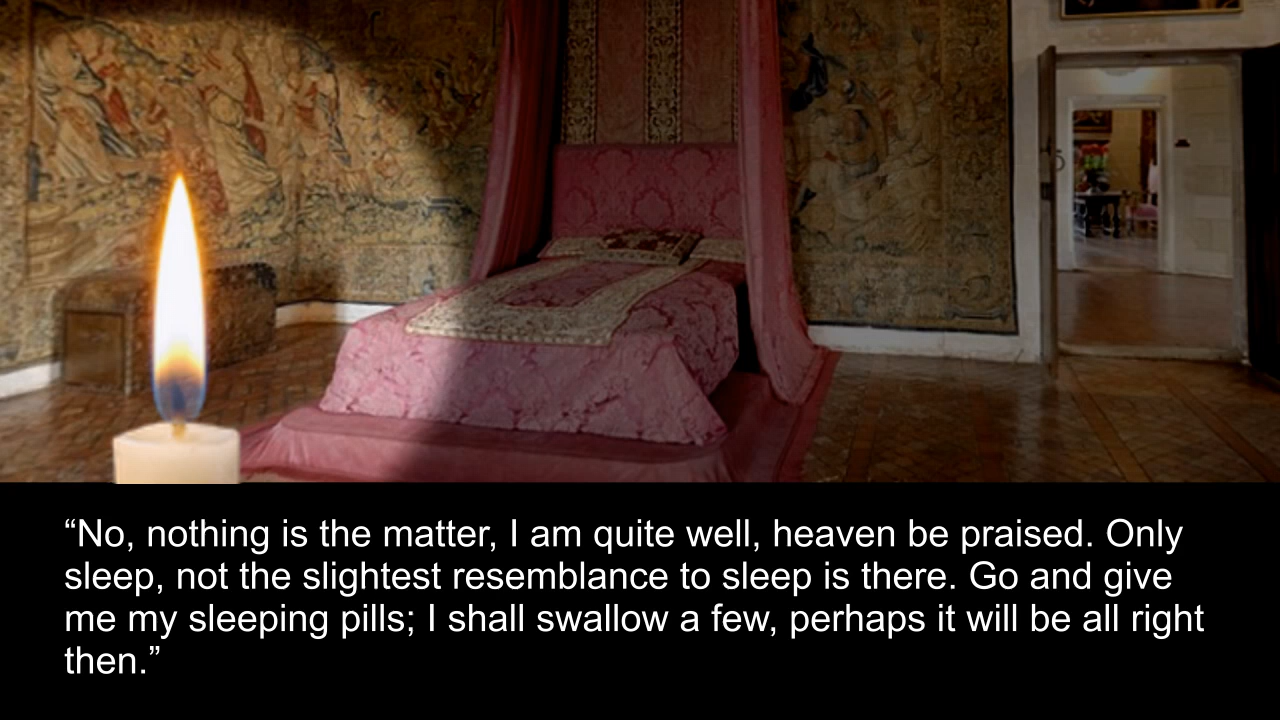 “No, nothing is the matter, I am quite well, heaven be praised. Only
sleep, not the slightest resemblance to sleep is there. Go and give
me my sleeping pills; I shall swallow a few, perhaps it will be all right
then.”